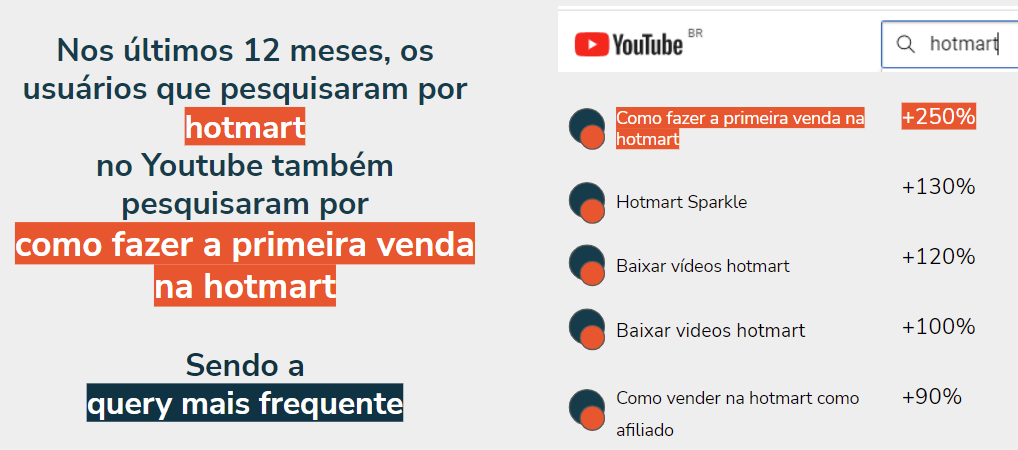 Nos últimos 12 meses, os
usuários que pesquisaram por
hotmart
no Youtube também
pesquisaram por
como fazer a primeira venda
na hotmart
Sendo a
query mais frequente
YouTube BR
hotmart
Como fazer a primeira venda na
hotmart
+250%
Hotmart Sparkle
+130%
Baixar vídeos hotmart
+120%
Baixar videos hotmart
+100%
Como vender na hotmart como
afiliado
+90%